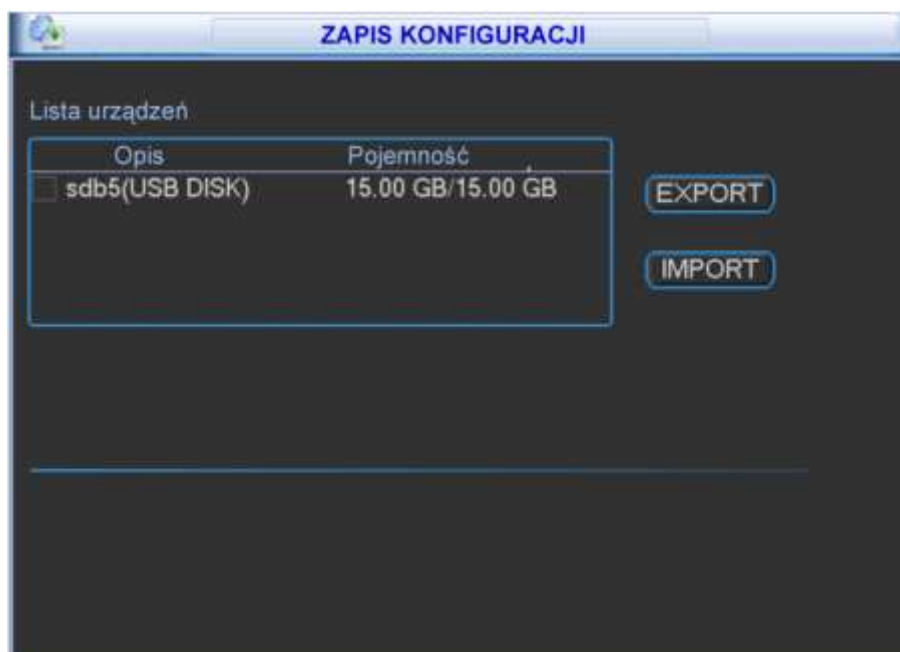 ZAPIS KONFIGURACJI
Lista urządzeń
Opis Pojemność
sdb5(USB DISK) 15.00 GB/15.00 GB
EXPORT
IMPORT